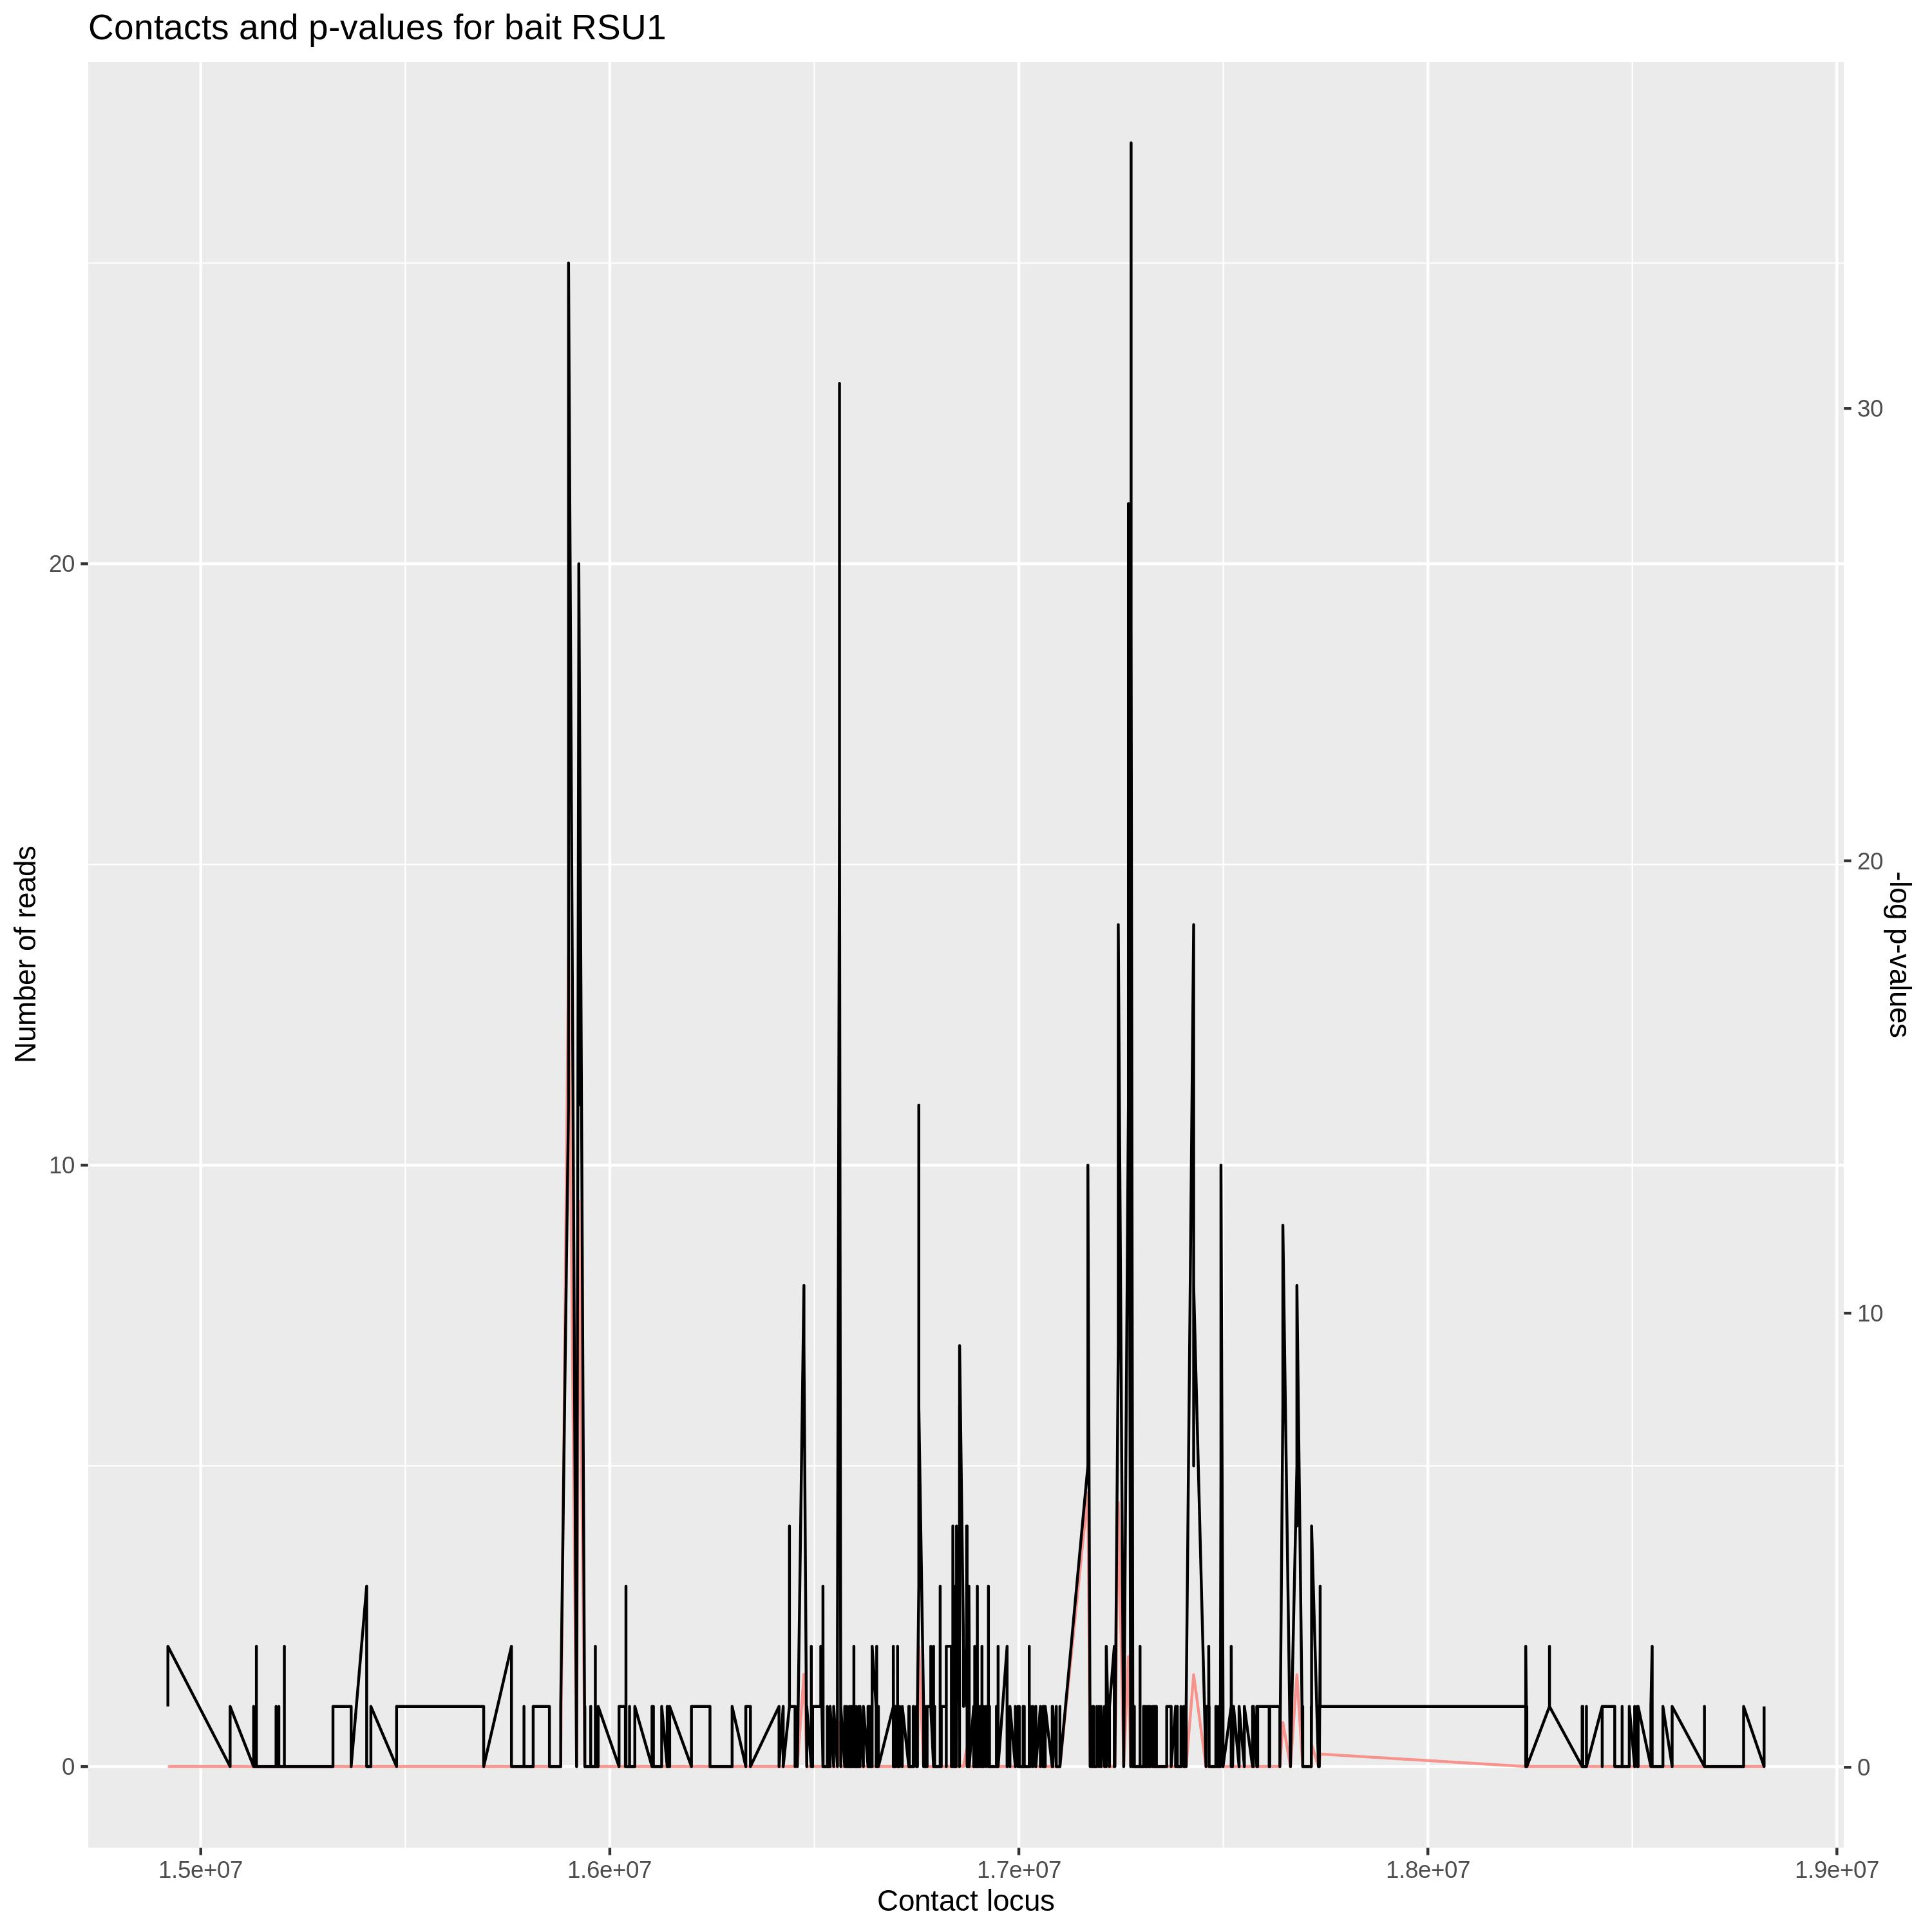 Contacts and p-values for bait RSU1
Number of reads
20
10
0
30
20
10
0
-log p-values
1.5e+07
1.6e+07
1.7e+07
1.8e+07
1.9e+07
Contact locus